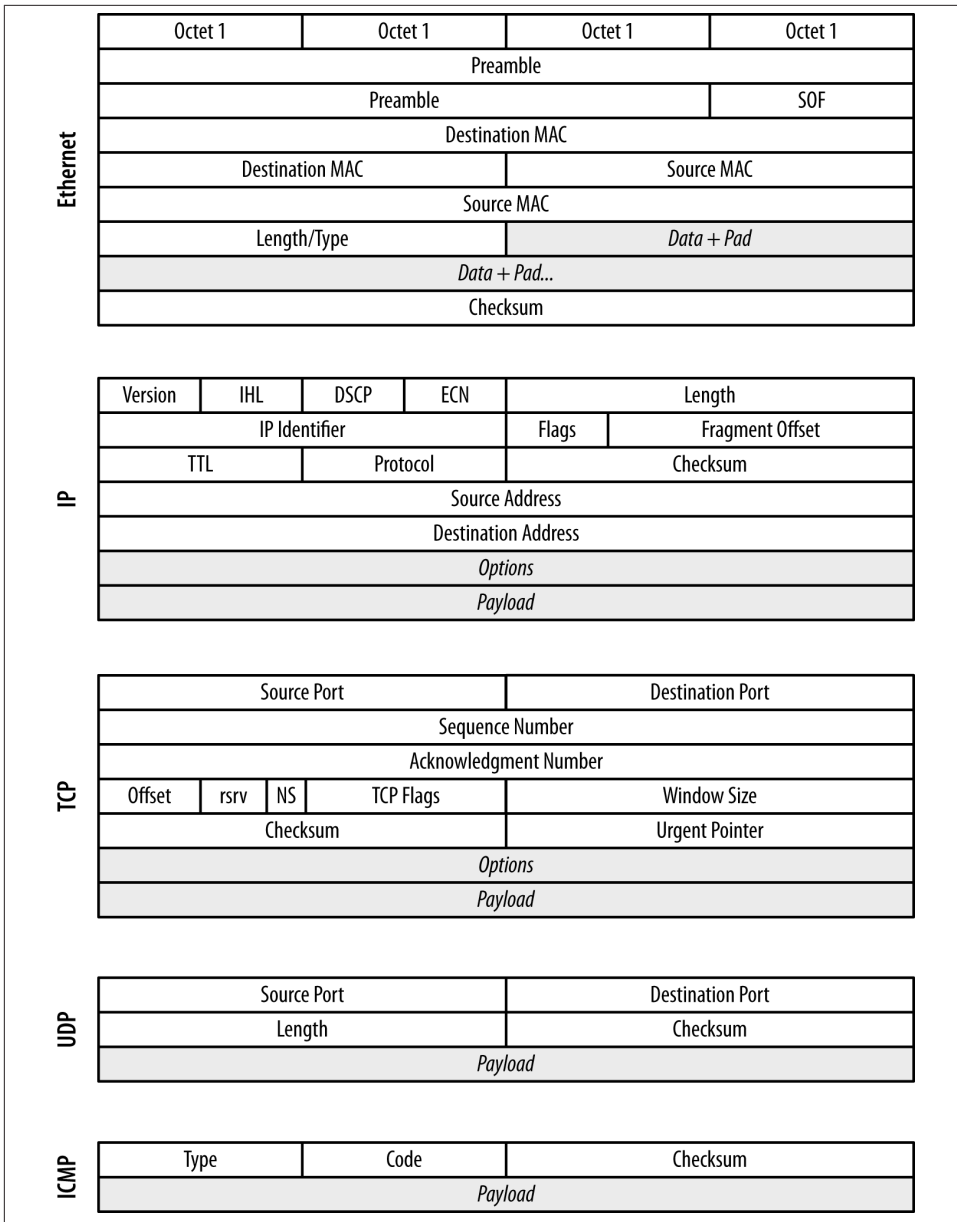 Octet 1 Octet 1 Octet 1 Octet 1
Preamble
Preamble SOF
Destination MAC
Destination MAC Source MAC
Source MAC
Length/Type Data + Pad
Data + Pad...
Checksum
Ethernet
Version IHL DSCP ECN Length
IP Identifier Flags Fragment Offset
TTL Protocol Checksum
Source Address
Destination Address
Options
Payload
IP
Source Port Destination Port
Sequence Number
Acknowledgment Number
Offset rsrv NS TCP Flags Window Size
Checksum Urgent Pointer
Options
Payload
TCP
Source Port Destination Port
Length Checksum
Payload
UDP
Type Code Checksum
Payload
ICMP